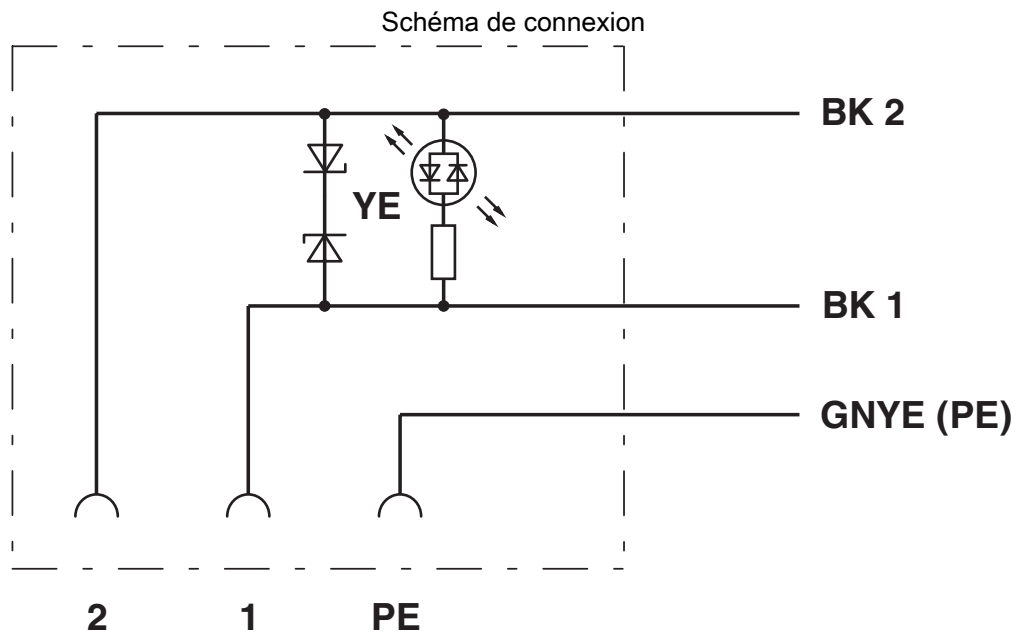 Schéma de connexion
BK 2
YE
BK 1
GNYE (PE)
2 1 PE